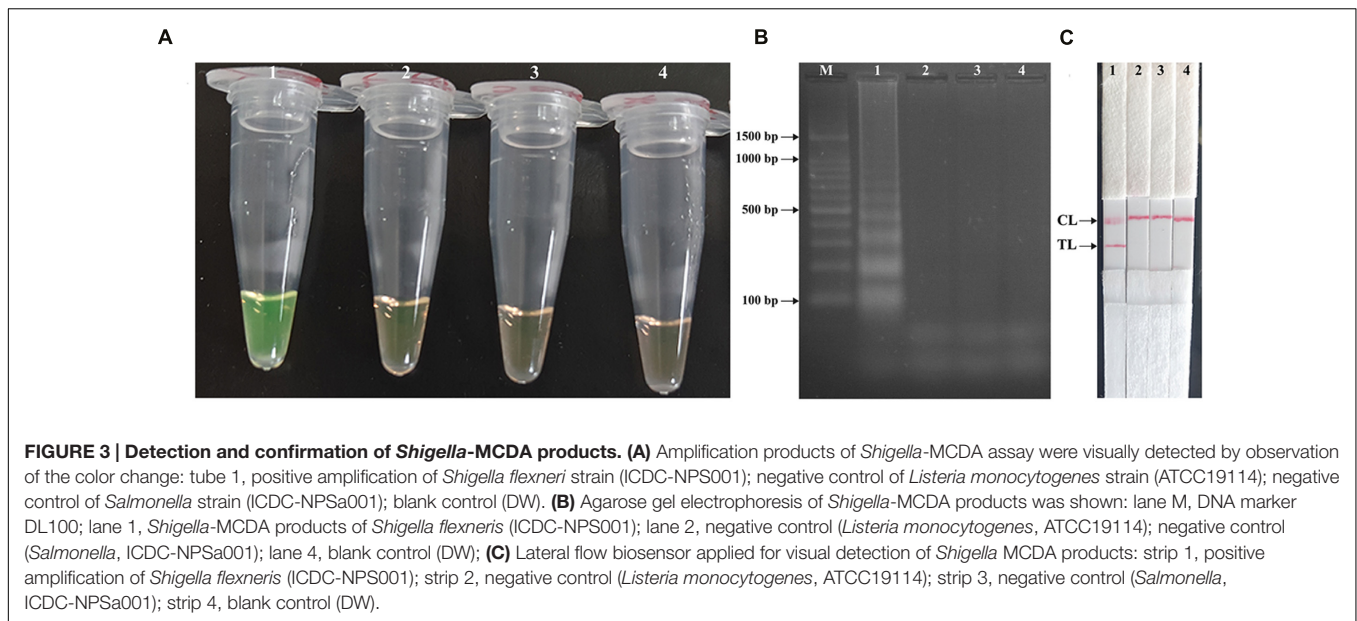 A
B
C
1 2 3 4
M 1 2 3 4
1 2 3 4
1500 bp
1000 bp
500 bp
100 bp
CL
TL
FIGURE 3 | Detection and confirmation of Shigella-MCDA products. (A) Amplification products of Shigella-MCDA assay were visually detected by observation
of the color change: tube 1, positive amplification of Shigella flexneri strain (ICDC-NPS001); negative control of Listeria monocytogenes strain (ATCC19114); negative
control of Salmonella strain (ICDC-NPSa001); blank control (DW). (B) Agarose gel electrophoresis of Shigella-MCDA products was shown: lane M, DNA marker
DL100; lane 1, Shigella-MCDA products of Shigella flexneris (ICDC-NPS001); lane 2, negative control (Listeria monocytogenes, ATCC19114); negative control
(Salmonella, ICDC-NPSa001); lane 4, blank control (DW); (C) Lateral flow biosensor applied for visual detection of Shigella MCDA products: strip 1, positive
amplification of Shigella flexneris (ICDC-NPS001); strip 2, negative control (Listeria monocytogenes, ATCC19114); strip 3, negative control (Salmonella,
ICDC-NPSa001); strip 4, blank control (DW).